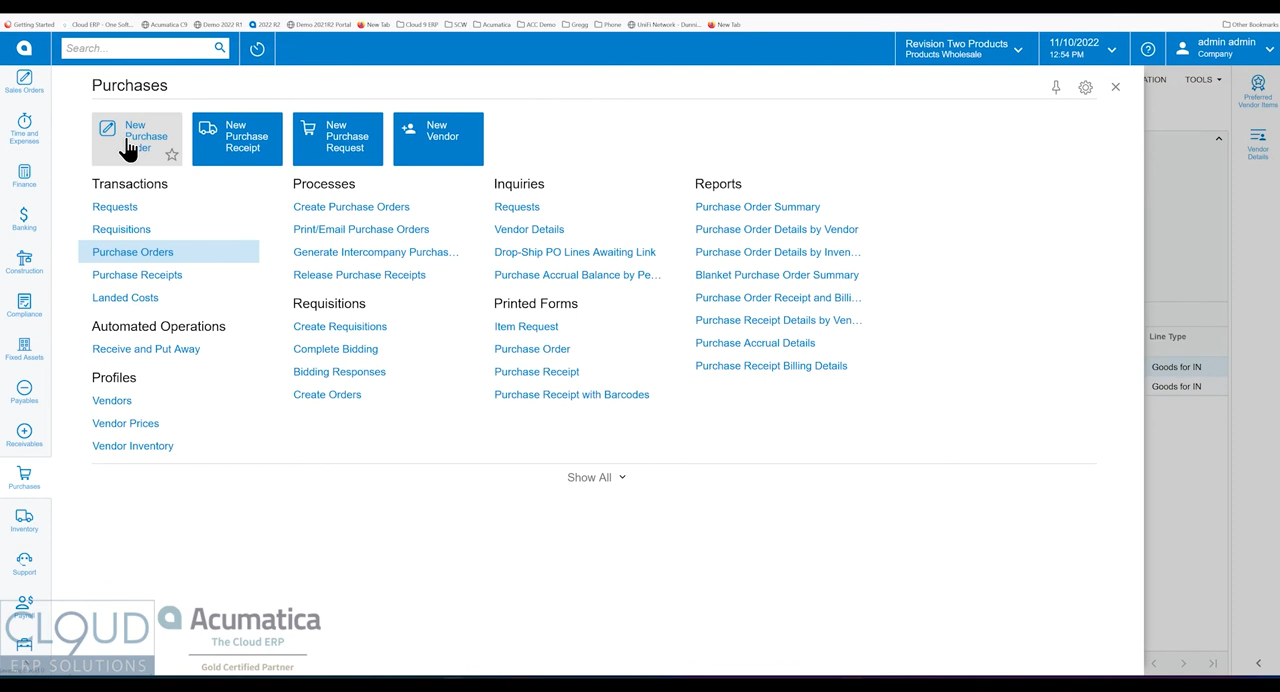 Getting Started
Cloud ERP - One Soft...
Acumatica C9
Demo 2022 R1
2022 R2
Demo 2021R2 Portal
New Tab
Cloud 9 ERP
SCW
Acumatica
ACC Demo
Gregg
Phone
UniFi Network - Dunni...
New Tab
Other Bookmarks
Search...
Revision Two Products
Products Wholesale
11/10/2022
12:54 PM
admin admin
Company
Sales Orders
Time and
Expenses
Finance
Banking
Construction
Compliance
Fixed Assets
Payables
Receivables
Purchases
Inventory
Support
Purchases
New
Purchase
New
Purchase
Receipt
New
Purchase
Request
New
Vendor
Transactions
Requests
Requisitions
Purchase Orders
Purchase Receipts
Landed Costs
Automated Operations
Receive and Put Away
Profiles
Vendors
Vendor Prices
Vendor Inventory
Processes
Create Purchase Orders
Print/Email Purchase Orders
Generate Intercompany Purchas...
Release Purchase Receipts
Requisitions
Create Requisitions
Complete Bidding
Bidding Responses
Create Orders
Inquiries
Requests
Vendor Details
Drop-Ship PO Lines Awaiting Link
Purchase Accrual Balance by Pe...
Printed Forms
Item Request
Purchase Order
Purchase Receipt
Purchase Receipt with Barcodes
Reports
Purchase Order Summary
Purchase Order Details by Vendor
Purchase Order Details by Inven...
Blanket Purchase Order Summary
Purchase Order Receipt and Billi...
Purchase Receipt Details by Ven...
Purchase Accrual Details
Purchase Receipt Billing Details
Show All
ATION
TOOLS
Preferred
Vendor Items
Vendor
Details
Line Type
Goods for IN
Goods for IN
CLOUD 9
ERP SOLUTIONS
Acumatica
The Cloud ERP
Gold Certified Partner